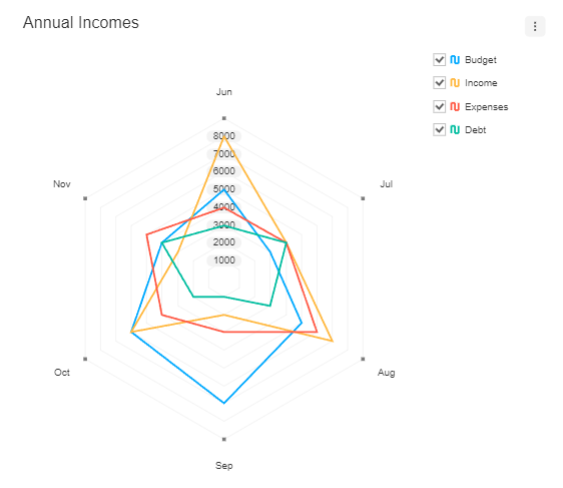 Annual Incomes
Budget
Income
Expenses
Debt
Jun
8000
7000
6000
5000
4000
3000
2000
1000
Nov
Jul
Oct
Aug
Sep